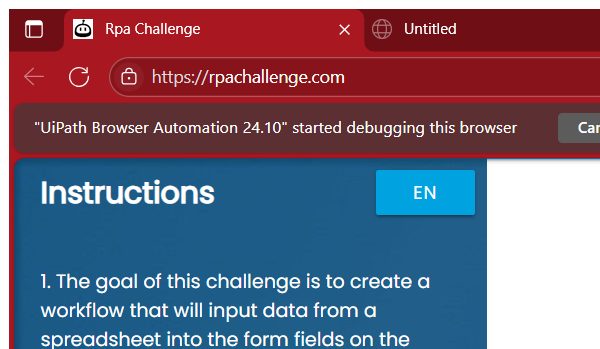 Rpa Challenge
Untitled
https://rpachallenge.com
"UiPath Browser Automation 24.10" started debugging this browser
Instructions
EN
1. The goal of this challenge is to create a
workflow that will input data from a
spreadsheet into the form fields on the